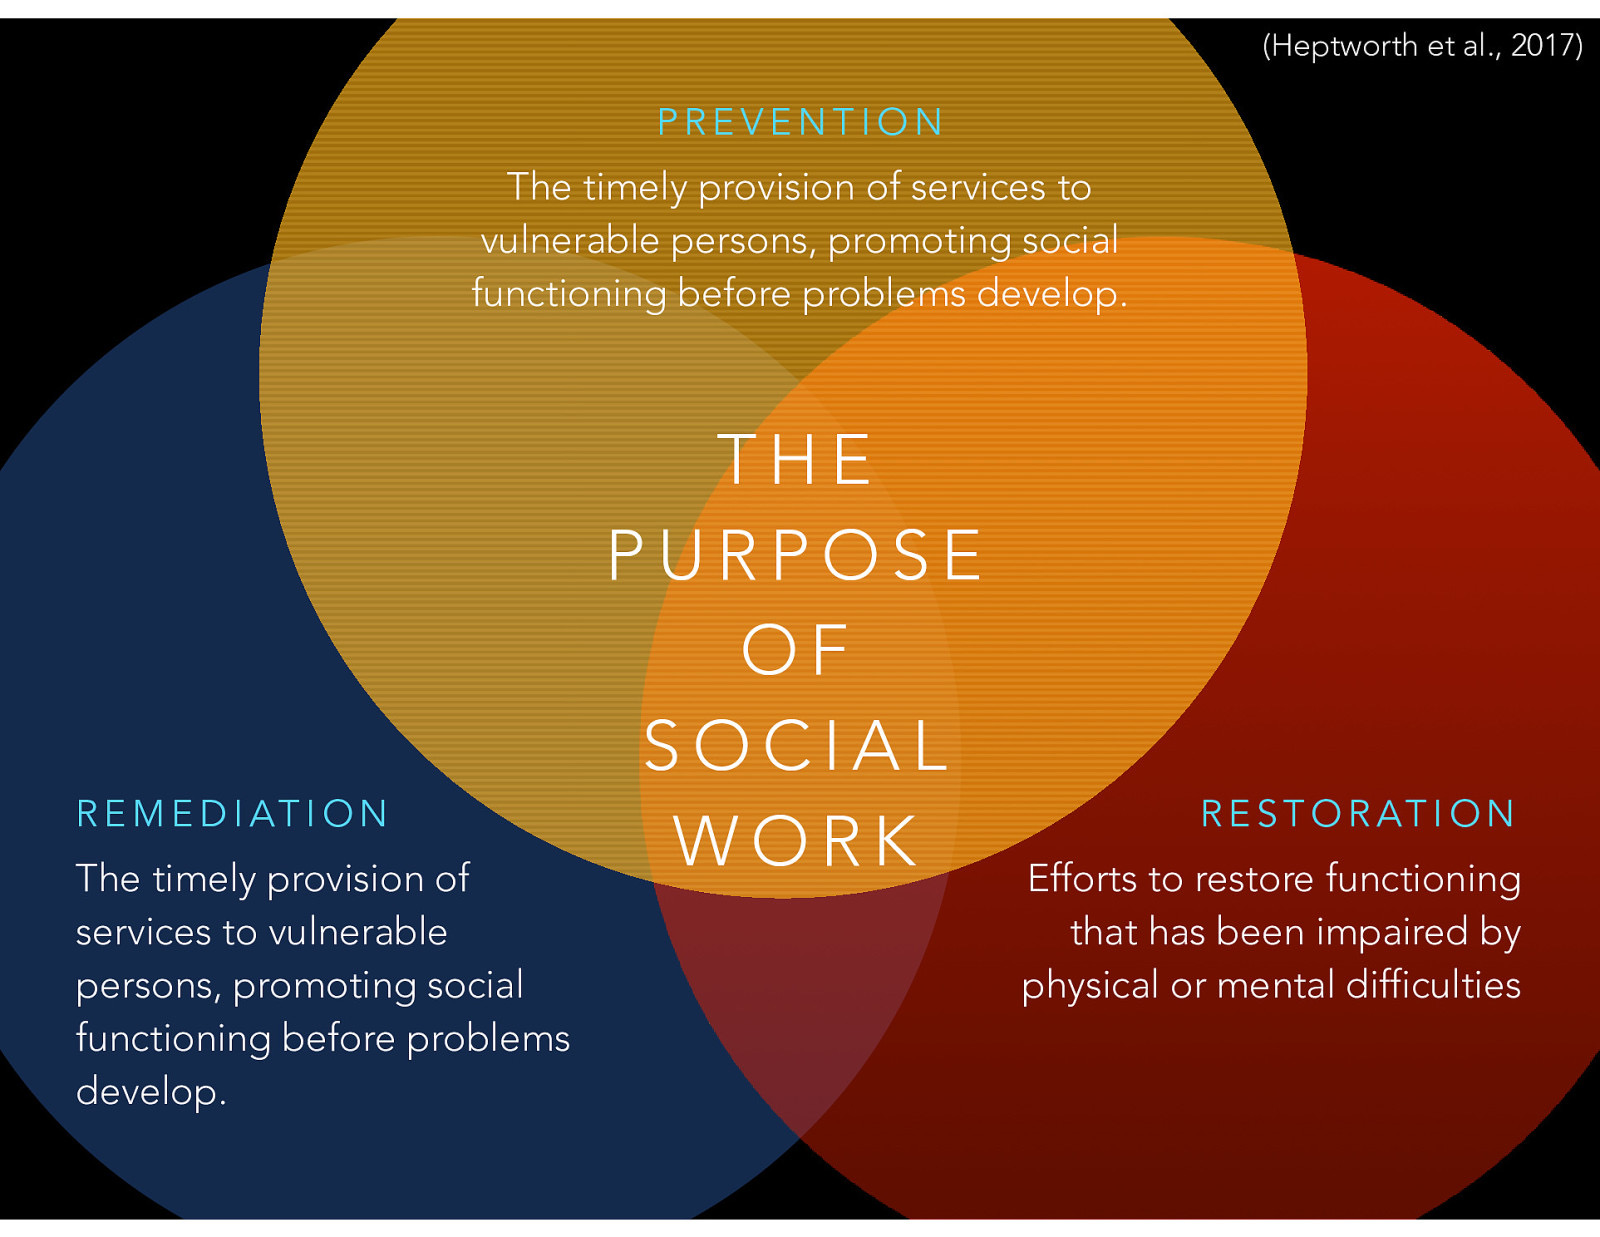 (Heptworth et al., 2017)
PREVENTION
The timely provision of services to
vulnerable persons, promoting social
functioning before problems develop.
THE
PURPOSE
OF
SOCIAL
WORK
REMEDIATION
The timely provision of
services to vulnerable
persons, promoting social
functioning before problems
develop.
RESTORATION
Efforts to restore functioning
that has been impaired by
physical or mental difficulties